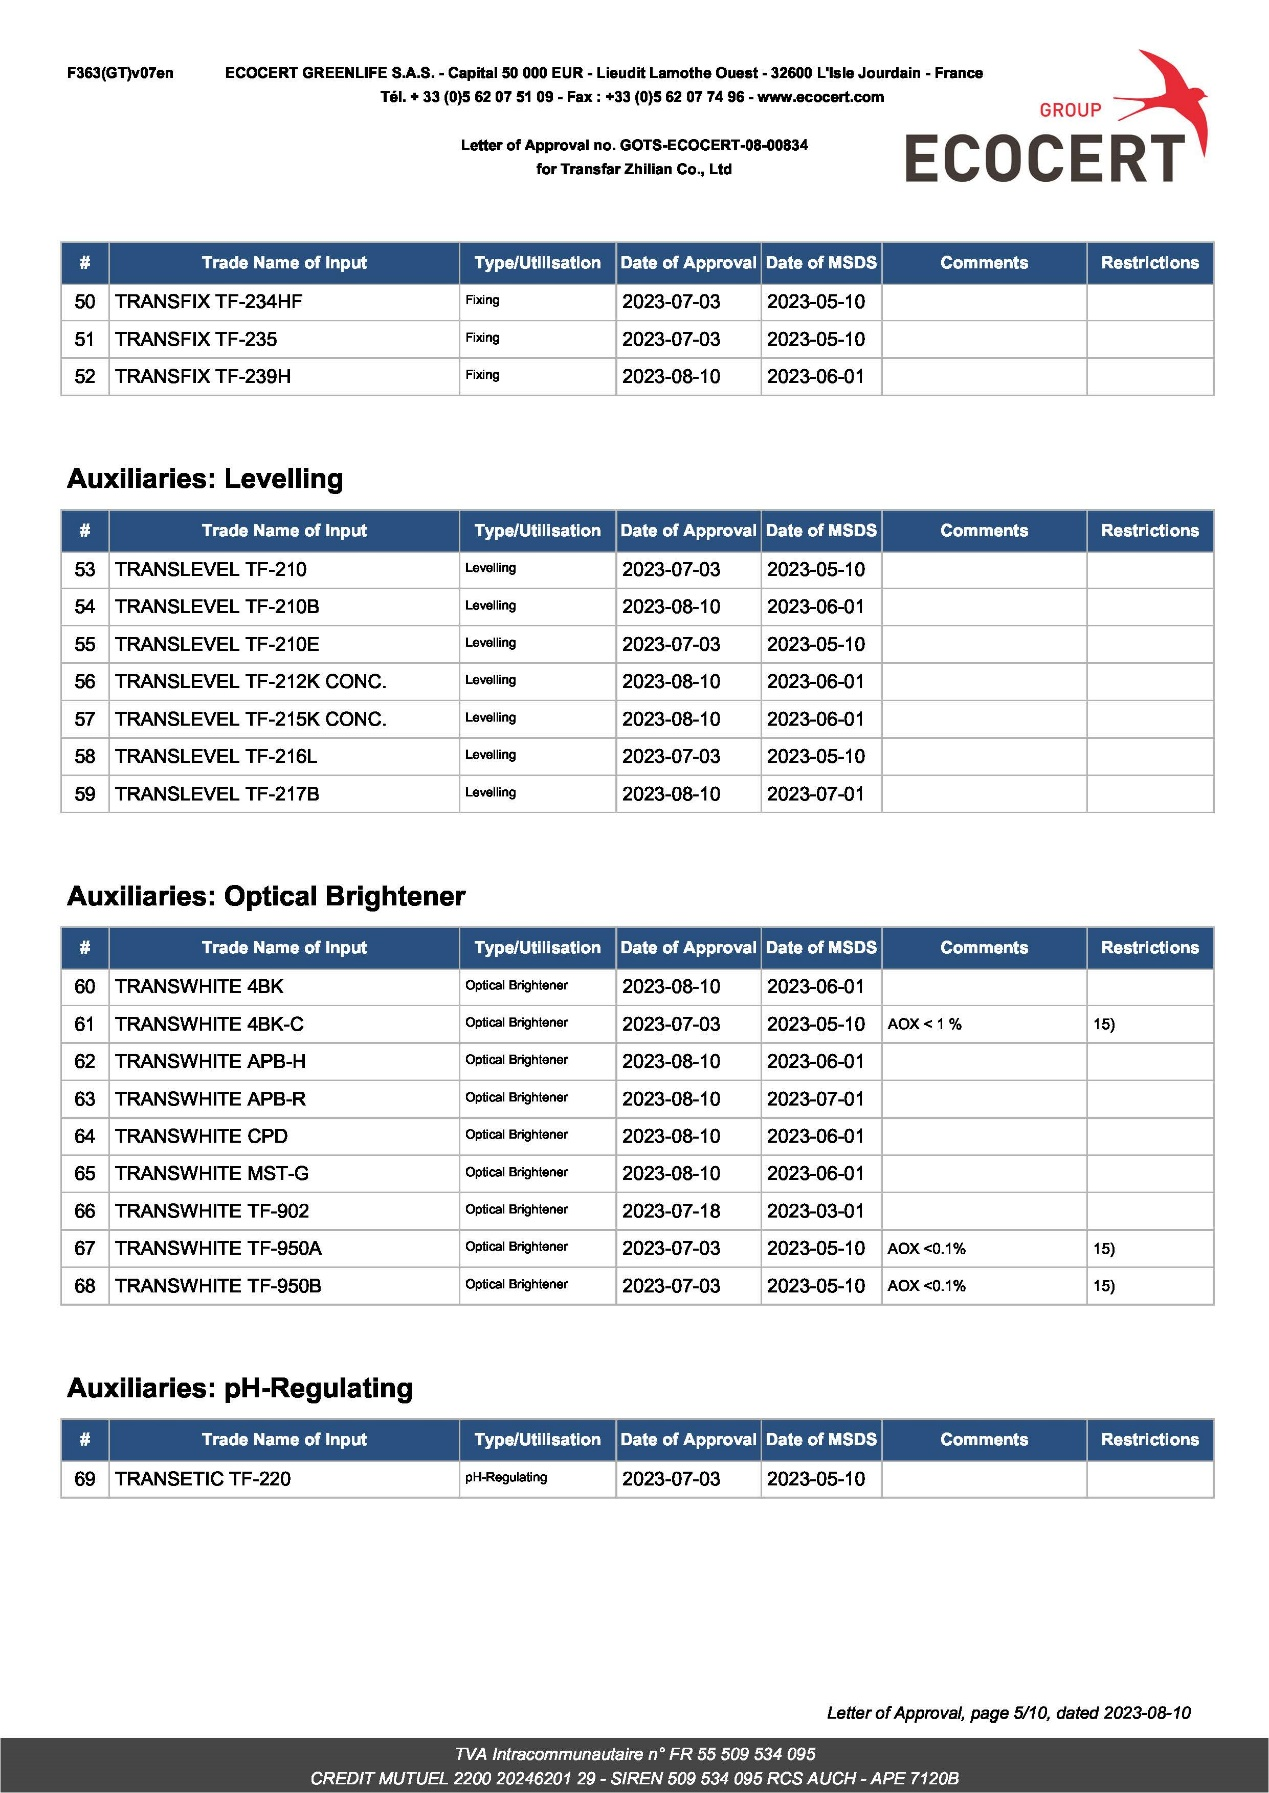 F363(GT)v07en ECOCERT GREENLIFE S.A.S. - Capital 50 000 EUR - Lieudit Lamothe Ouest - 32600 L'Isle Jourdain - France
Tél. + 33 (0)5 62 07 51 09 - Fax : +33 (0)5 62 07 74 96 - www.ecocert.com
GROUP
ECOCERT
Letter of Approval no. GOTS-ECOCERT-08-00834
for Transfar Zhilian Co., Ltd
# Trade Name of Input Type/Utilisation Date of Approval Date of MSDS Comments Restrictions
50 TRANSFIX TF-234HF Fixing 2023-07-03 2023-05-10
51 TRANSFIX TF-235 Fixing 2023-07-03 2023-05-10
52 TRANSFIX TF-239H Fixing 2023-08-10 2023-06-01
Auxiliaries: Levelling
# Trade Name of Input Type/Utilisation Date of Approval Date of MSDS Comments Restrictions
53 TRANSLEVEL TF-210 Levelling 2023-07-03 2023-05-10
54 TRANSLEVEL TF-210B Levelling 2023-08-10 2023-06-01
55 TRANSLEVEL TF-210E Levelling 2023-07-03 2023-05-10
56 TRANSLEVEL TF-212K CONC. Levelling 2023-08-10 2023-06-01
57 TRANSLEVEL TF-215K CONC. Levelling 2023-08-10 2023-06-01
58 TRANSLEVEL TF-216L Levelling 2023-07-03 2023-05-10
59 TRANSLEVEL TF-217B Levelling 2023-08-10 2023-07-01
Auxiliaries: Optical Brightener
# Trade Name of Input Type/Utilisation Date of Approval Date of MSDS Comments Restrictions
60 TRANSWHITE 4BK Optical Brightener 2023-08-10 2023-06-01
61 TRANSWHITE 4BK-C Optical Brightener 2023-07-03 2023-05-10 AOX < 1 % 15)
62 TRANSWHITE APB-H Optical Brightener 2023-08-10 2023-06-01
63 TRANSWHITE APB-R Optical Brightener 2023-08-10 2023-07-01
64 TRANSWHITE CPD Optical Brightener 2023-08-10 2023-06-01
65 TRANSWHITE MST-G Optical Brightener 2023-08-10 2023-06-01
66 TRANSWHITE TF-902 Optical Brightener 2023-07-18 2023-03-01
67 TRANSWHITE TF-950A Optical Brightener 2023-07-03 2023-05-10 AOX <0.1% 15)
68 TRANSWHITE TF-950B Optical Brightener 2023-07-03 2023-05-10 AOX <0.1% 15)
Auxiliaries: pH-Regulating
# Trade Name of Input Type/Utilisation Date of Approval Date of MSDS Comments Restrictions
69 TRANSETIC TF-220 pH-Regulating 2023-07-03 2023-05-10
Letter of Approval, page 5/10, dated 2023-08-10
TVA Intracommunautaire n° FR 55 509 534 095
CREDIT MUTUEL 2200 20246201 29 - SIREN 509 534 095 RCS AUCH - APE 7120B